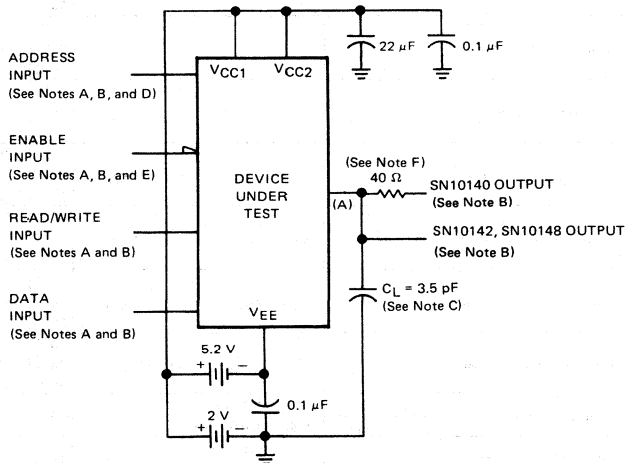 22 μF
0.1 μF
ADDRESS
INPUT
(See Notes A, B, and D)
VCC1
VCC2
ENABLE
INPUT
(See Notes A, B, and E)
DEVICE
UNDER
TEST
(See Note F)
40 Ω
(A)
SN10140 OUTPUT
(See Note B)
READ/WRITE
INPUT
(See Notes A and B)
SN10142, SN10148 OUTPUT
(See Note B)
CL = 3.5 pF
(See Note C)
DATA
INPUT
(See Notes A and B)
VEE
5.2 V
+ −
0.1 μF
2 V
+ −